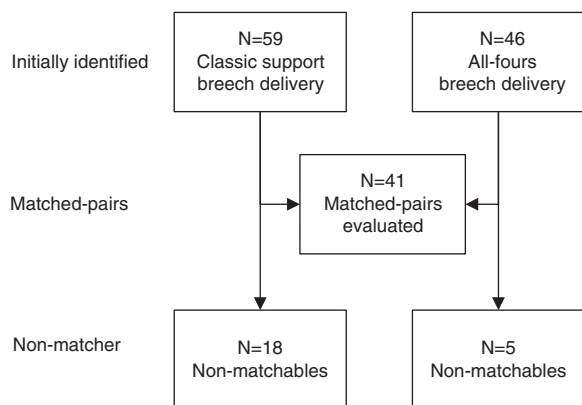 Initially identified
N=59
Classic support
breech delivery
N=46
All-fours
breech delivery
Matched-pairs
N=41
Matched-pairs
evaluated
Non-matcher
N=18
Non-matchables
N=5
Non-matchables